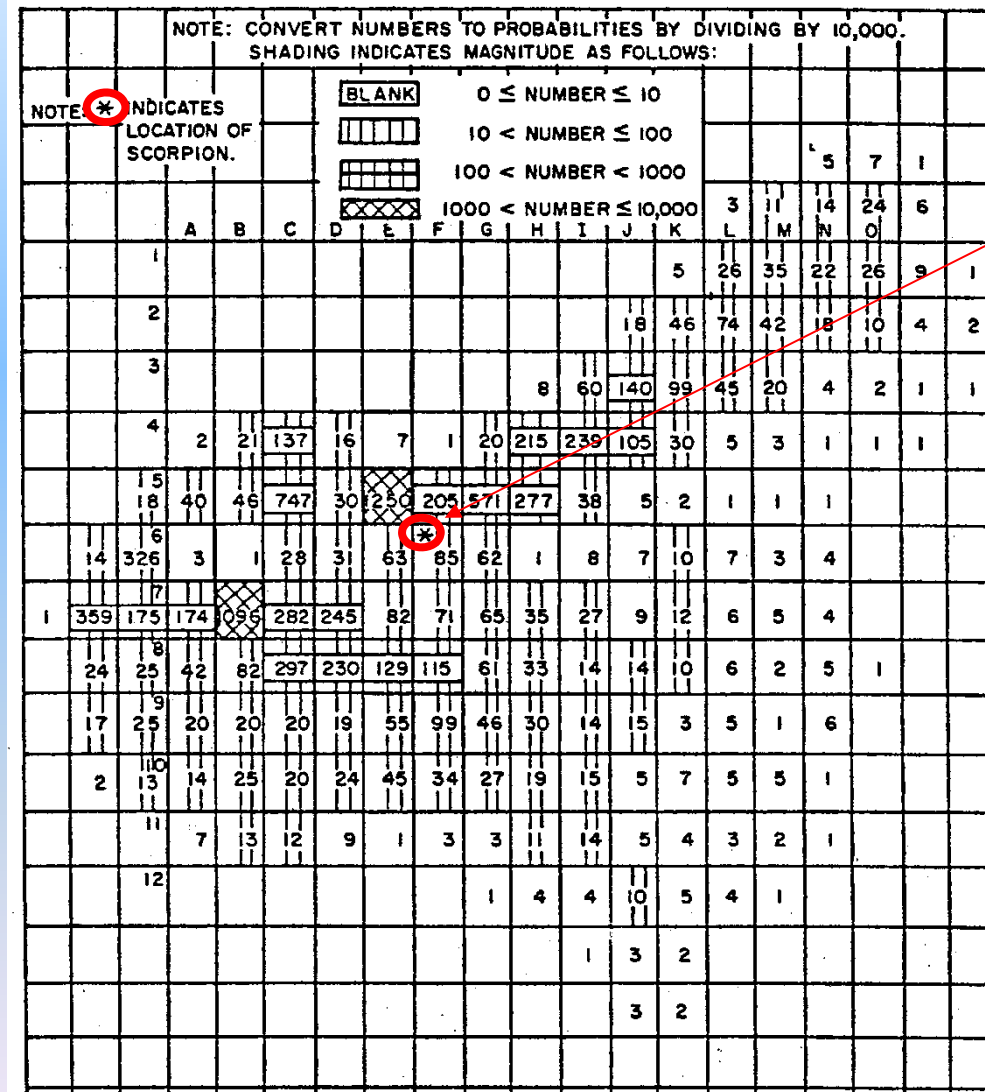 NOTE: CONVERT NUMBERS TO PROBABILITIES BY DIVIDING BY 10,000.
SHADING INDICATES MAGNITUDE AS FOLLOWS:
NOTE: * INDICATES
LOCATION OF
SCORPION.
BLANK 0 ≤ NUMBER ≤ 10
10 < NUMBER ≤ 100
100 < NUMBER < 1000
1000 < NUMBER ≤ 10,000
5 7 1
3 11 14 24 6
A B C D E F G H I J K L M N O
1 5 26 35 22 26 9 1
2 18 46 74 42 18 10 4 2
3 8 60 140 99 45 20 4 2 1 1
4 2 21 137 16 7 1 20 215 239 105 30 5 3 1 1 1
5 18 40 46 747 30 1250 205 571 277 38 5 2 1 1 1
*
6 14 326 3 1 28 31 63 85 62 1 8 7 10 7 3 4
7 1 359 175 174 1096 282 245 82 71 65 35 27 9 12 6 5 4
8 24 25 42 82 297 230 129 115 61 33 14 14 10 6 2 5 1
9 17 25 20 20 20 19 55 99 46 30 14 15 3 5 1 6
10 2 13 14 25 20 24 45 34 27 19 15 5 7 5 5 1
11 7 13 12 9 1 3 3 11 14 5 4 3 2 1
12 1 4 4 10 5 4 1
1 3 2
3 2